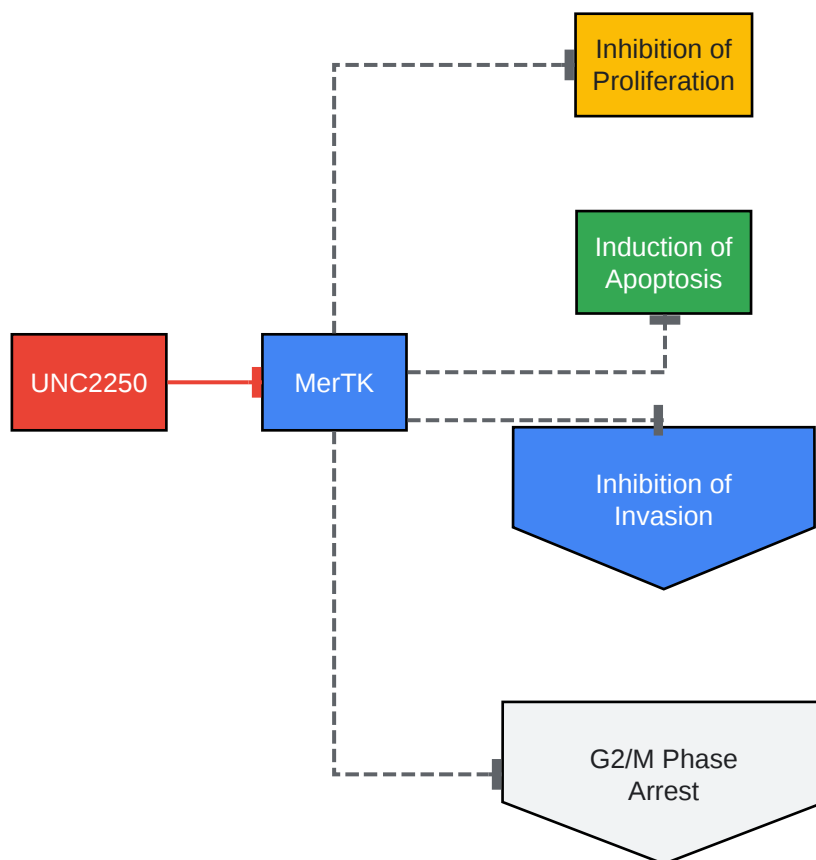 Inhibition of
Proliferation
Induction of
Apoptosis
UNC2250
MerTK
Inhibition of
Invasion
G2/M Phase
Arrest